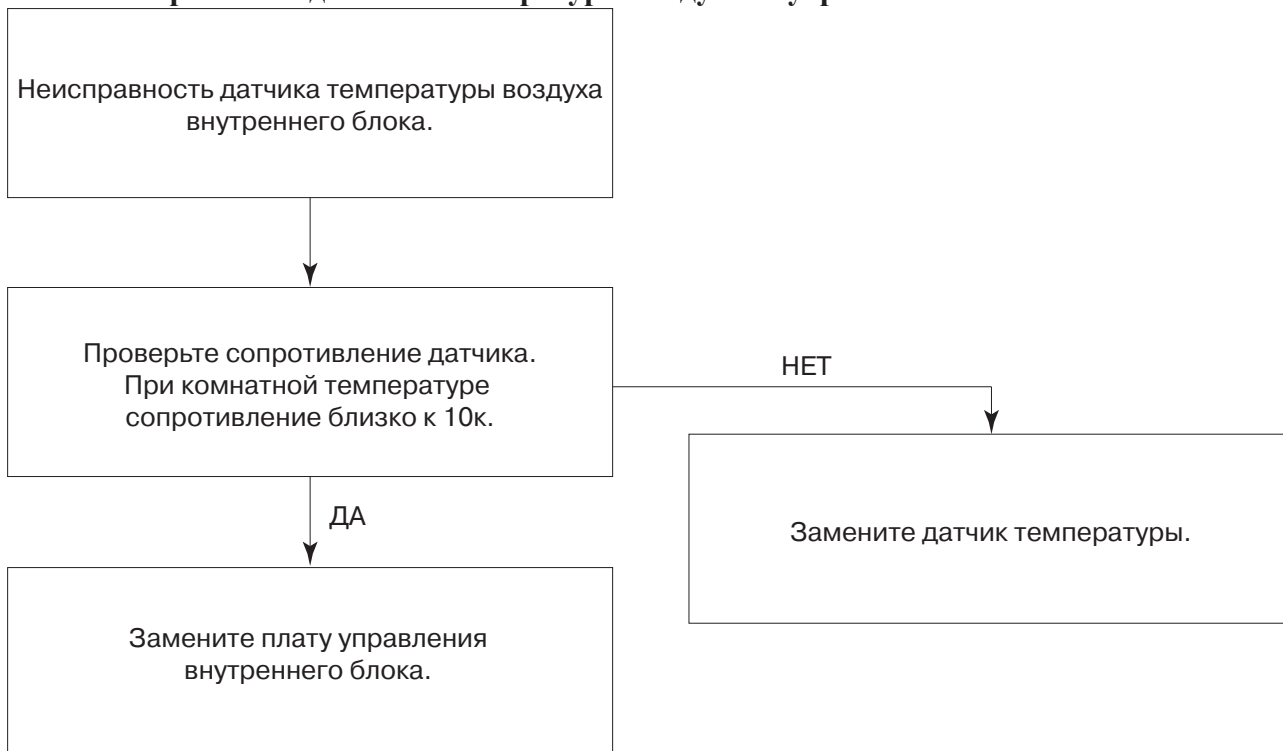 Неисправность датчика температуры воздуха
внутреннего блока.
Проверьте сопротивление датчика.
При комнатной температуре
сопротивление близко к 10к.
НЕТ
ДА
Замените датчик температуры.
Замените плату управления
внутреннего блока.